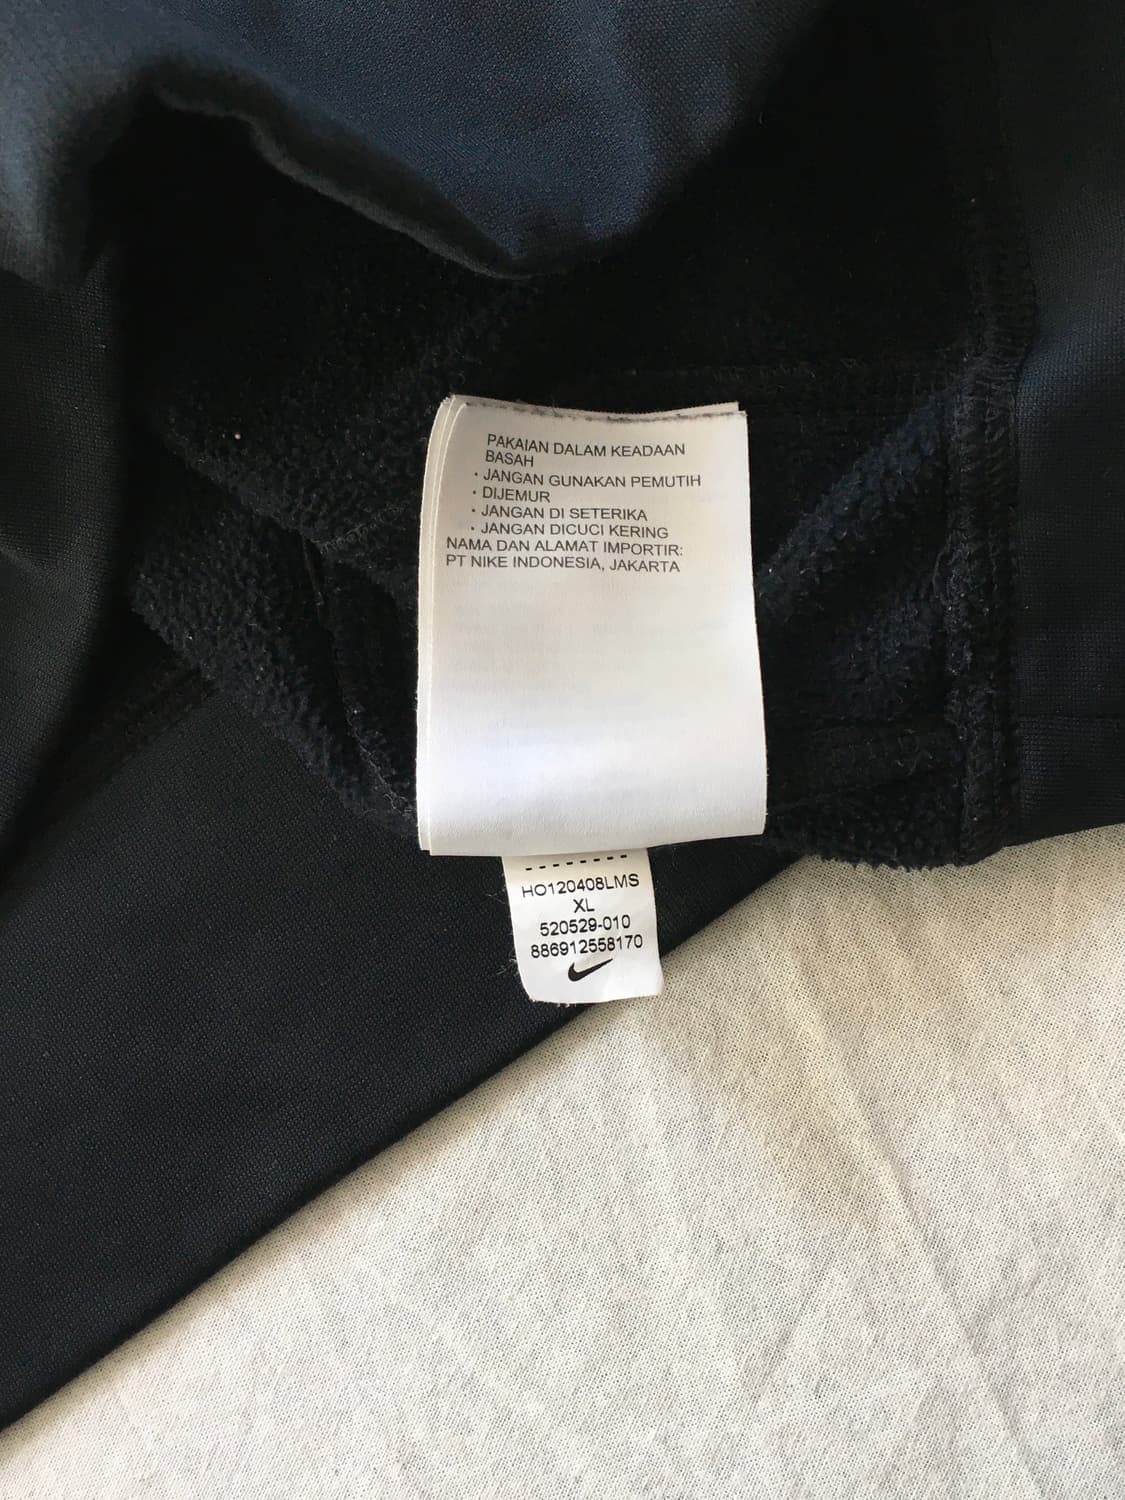 PAKAIAN DALAM KEADAAN
BASAH
· JANGAN GUNAKAN PEMUTIH
· DIJEMUR
· JANGAN DI SETERIKA
· JANGAN DICUCI KERING
NAMA DAN ALAMAT IMPORTIR:
PT NIKE INDONESIA, JAKARTA
HO120408LMS
XL
520529-010
886912558170